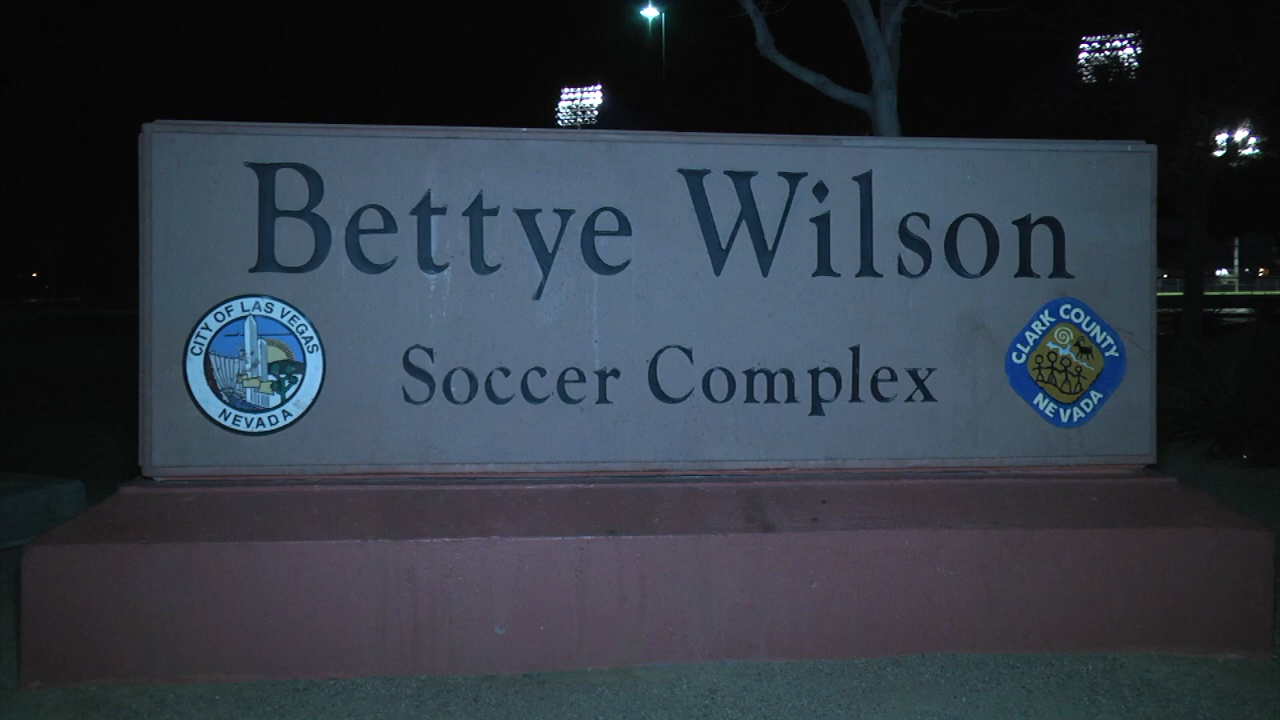 Bettye Wilson
Soccer Complex
CITY OF LAS VEGAS
NEVADA
CLARK COUNTY
NEVADA